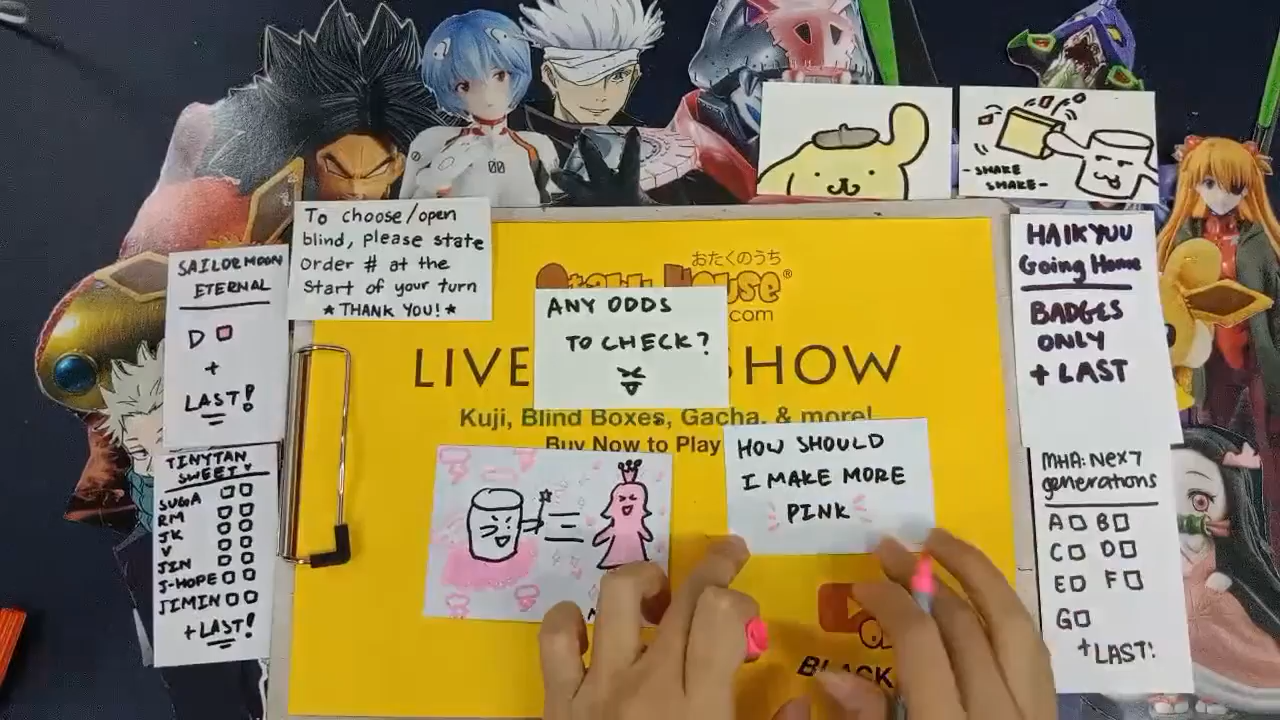 - SHAKE
SHAKE -
To choose/open
blind, please state
order # at the
start of your turn
★ THANK YOU! ★
SAILORMOON
ETERNAL
D
+
LAST!
TINYTAN
SWEET
SUGA
RM
JK
V
JIN
J-HOPE
JIMIN
+LAST!
おたくのうち
House®
com
ANY ODDS
TO CHECK?
LIVE SHOW
Kuji, Blind Boxes, Gacha, & more!
Buy Now to Play
HOW SHOULD
I MAKE MORE
PINK
BLACK
HAIKYUU
Going Home
BADGES
ONLY
+ LAST
MHA: NEXT
generations
A B
C D
E F
G
+LAST!
00